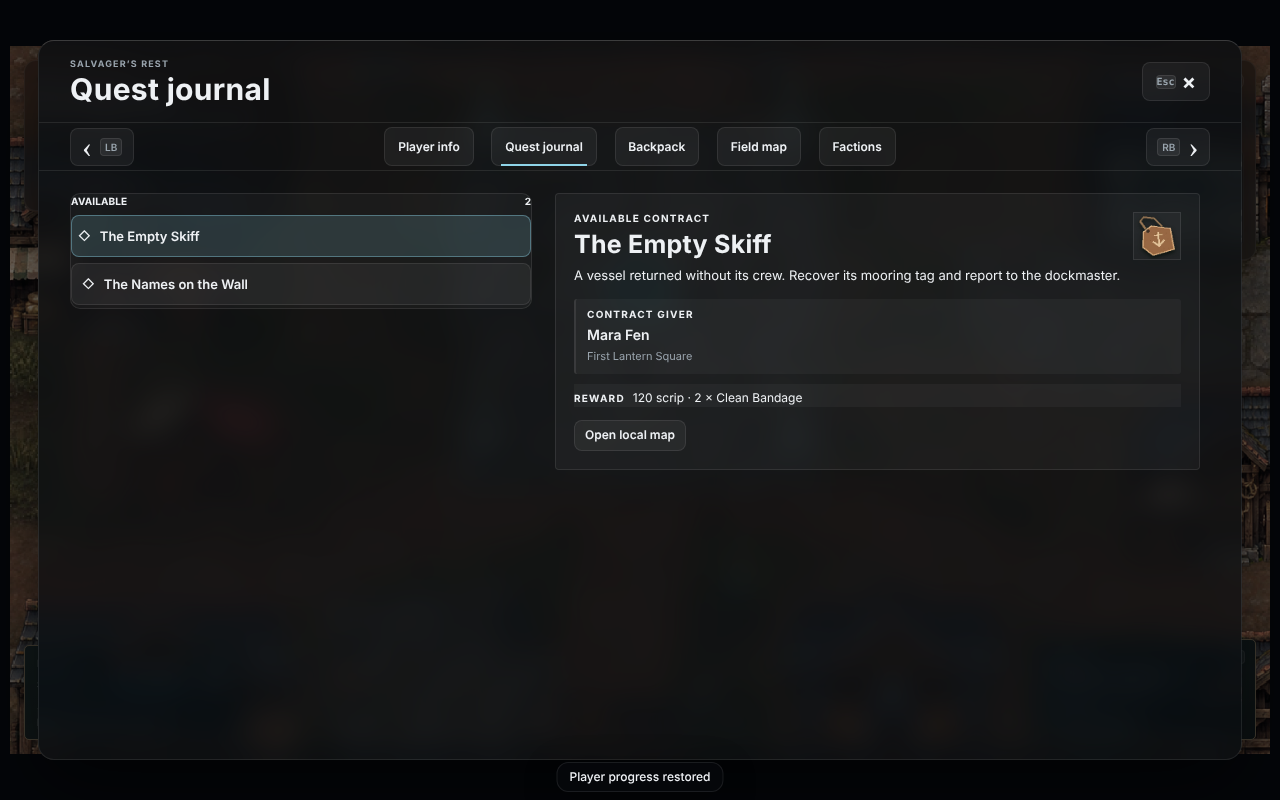 SALVAGER'S REST
Quest journal
Esc ×
‹ LB
Player info
Quest journal
Backpack
Field map
Factions
RB ›
AVAILABLE 2
The Empty Skiff
The Names on the Wall
AVAILABLE CONTRACT
The Empty Skiff
A vessel returned without its crew. Recover its mooring tag and report to the dockmaster.
CONTRACT GIVER
Mara Fen
First Lantern Square
REWARD 120 scrip · 2 × Clean Bandage
Open local map
Player progress restored